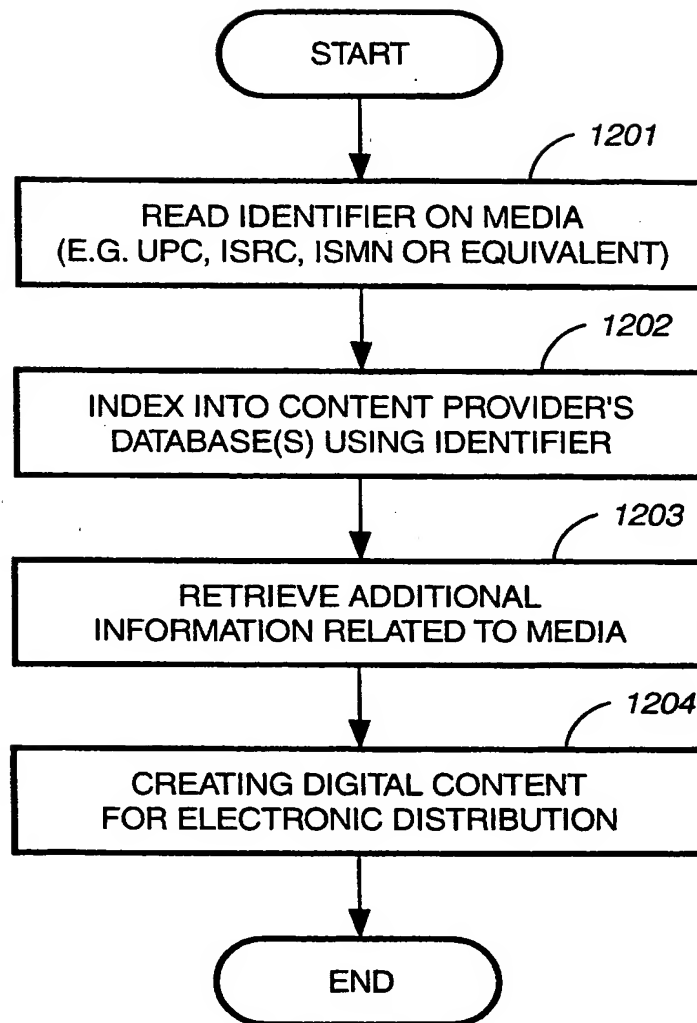 START
1201
READ IDENTIFIER ON MEDIA
(E.G. UPC, ISRC, ISMN OR EQUIVALENT)
1202
INDEX INTO CONTENT PROVIDER'S
DATABASE(S) USING IDENTIFIER
1203
RETRIEVE ADDITIONAL
INFORMATION RELATED TO MEDIA
1204
CREATING DIGITAL CONTENT
FOR ELECTRONIC DISTRIBUTION
END